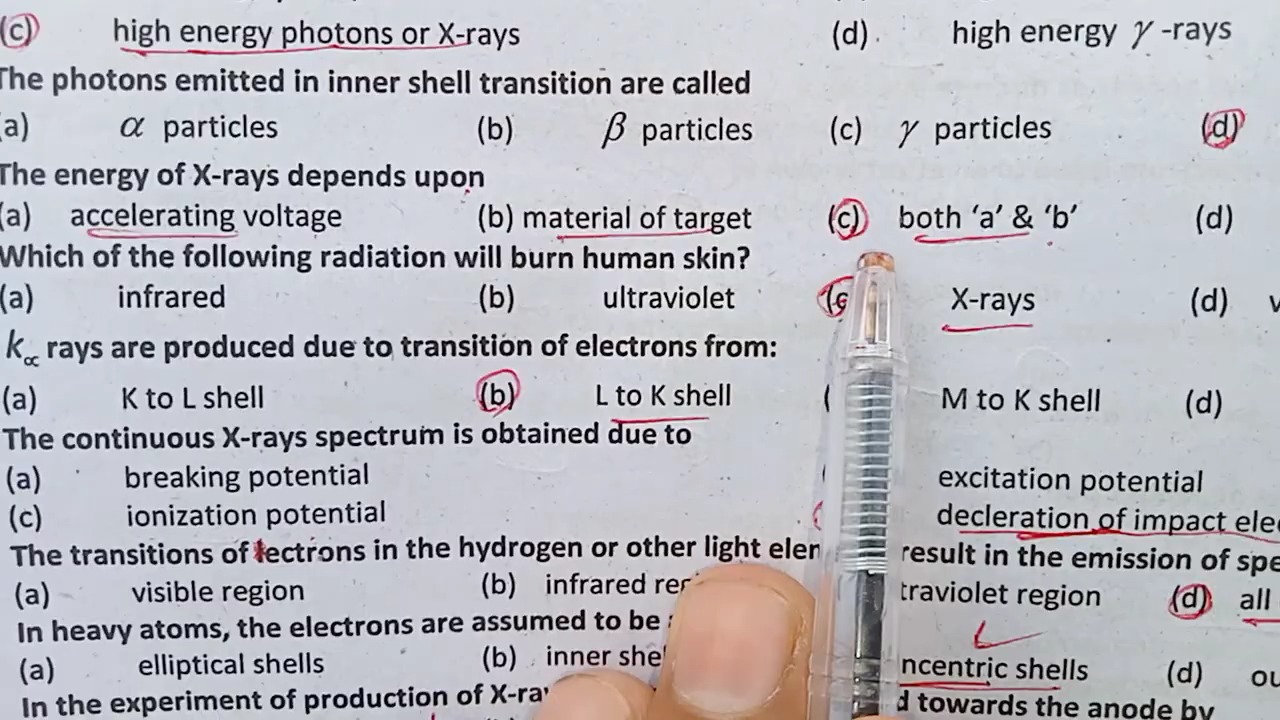 (c) high energy photons or X-rays (d) high energy γ -rays
The photons emitted in inner shell transition are called
(a) α particles (b) β particles (c) γ particles (d)
The energy of X-rays depends upon
(a) accelerating voltage (b) material of target (c) both ‘a’ & ‘b’ (d)
Which of the following radiation will burn human skin?
(a) infrared (b) ultraviolet X-rays (d)
k∝ rays are produced due to transition of electrons from:
(a) K to L shell (b) L to K shell M to K shell (d)
The continuous X-rays spectrum is obtained due to
(a) breaking potential excitation potential
(c) ionization potential decleration of impact
The transitions of lectrons in the hydrogen or other light result in the emission of
(a) visible region (b) infrared region (d) all
In heavy atoms, the electrons are assumed to be
(a) elliptical shells (b) inner shells (d)
In the experiment of production of towards the anode by